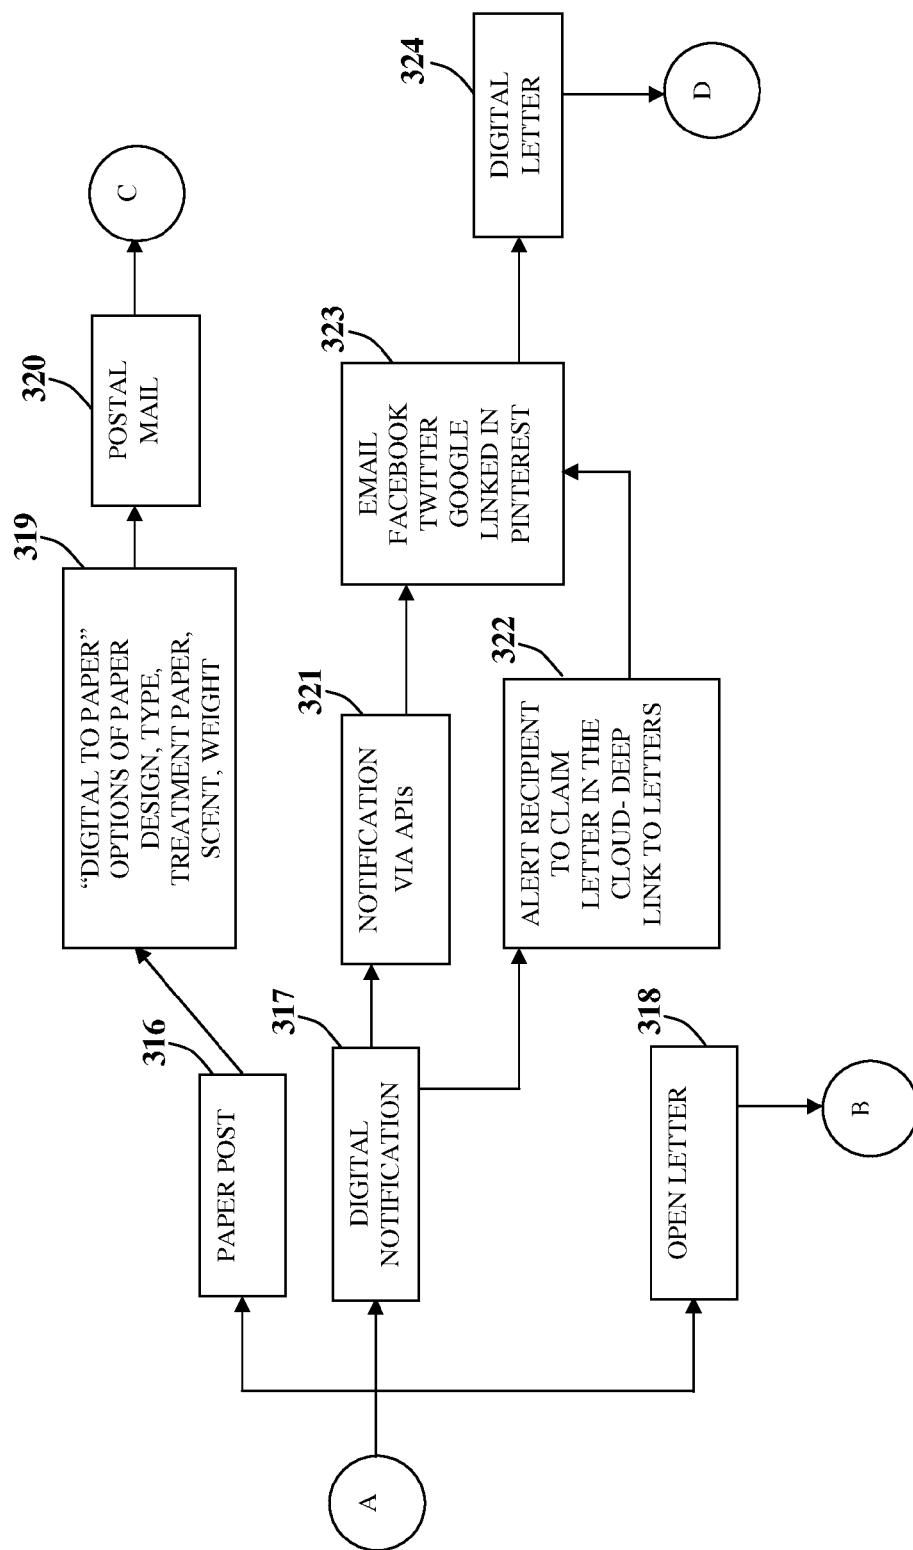 A
PAPER POST
316
"DIGITAL TO PAPER"
OPTIONS OF PAPER
DESIGN, TYPE,
TREATMENT PAPER,
SCENT, WEIGHT
319
POSTAL
MAIL
320
C
DIGITAL
NOTIFICATION
317
NOTIFICATION
VIA APIs
321
ALERT RECIPIENT
TO CLAIM
LETTER IN THE
CLOUD- DEEP
LINK TO LETTERS
322
EMAIL
FACEBOOK
TWITTER
GOOGLE
LINKED IN
PINTEREST
323
DIGITAL
LETTER
324
D
OPEN LETTER
318
B